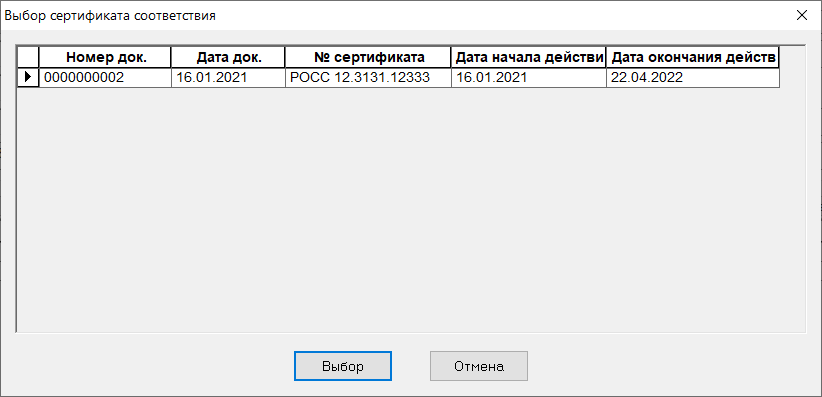 Выбор сертификата соответствия
Номер док. Дата док. № сертификата Дата начала действи Дата окончания действ
0000000002 16.01.2021 РОСС 12.3131.12333 16.01.2021 22.04.2022
Выбор Отмена